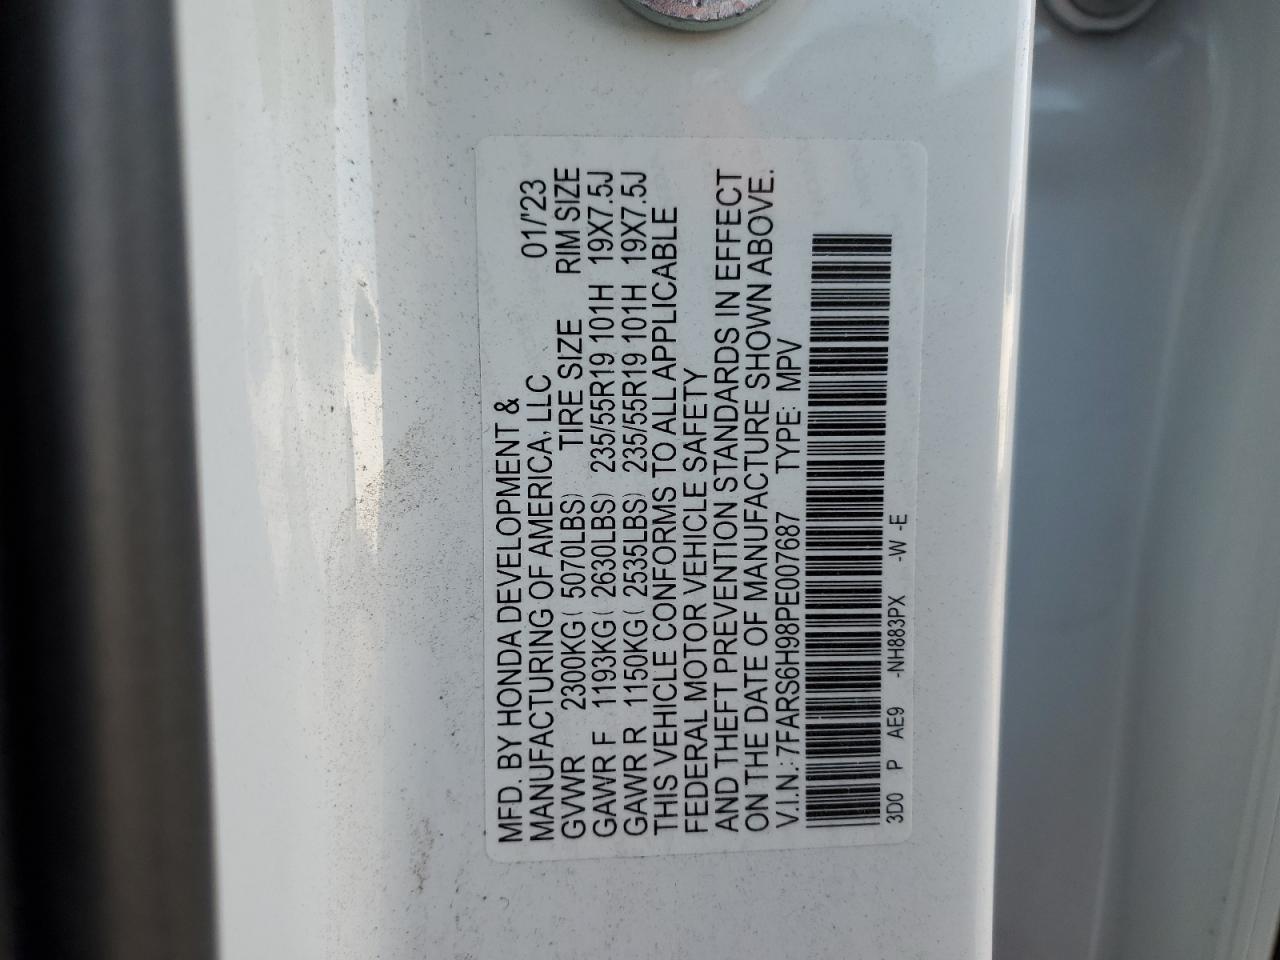 MFD. BY HONDA DEVELOPMENT &
MANUFACTURING OF AMERICA, LLC 01/'23
GVWR 2300KG( 5070LBS) TIRE SIZE RIM SIZE
GAWR F 1193KG( 2630LBS) 235/55R19 101H 19X7.5J
GAWR R 1150KG( 2535LBS) 235/55R19 101H 19X7.5J
THIS VEHICLE CONFORMS TO ALL APPLICABLE
FEDERAL MOTOR VEHICLE SAFETY
AND THEFT PREVENTION STANDARDS IN EFFECT
ON THE DATE OF MANUFACTURE SHOWN ABOVE.
V.I.N.: 7FARS6H98PE007687 TYPE: MPV
3D0 P AE9 -NH883PX -W -E